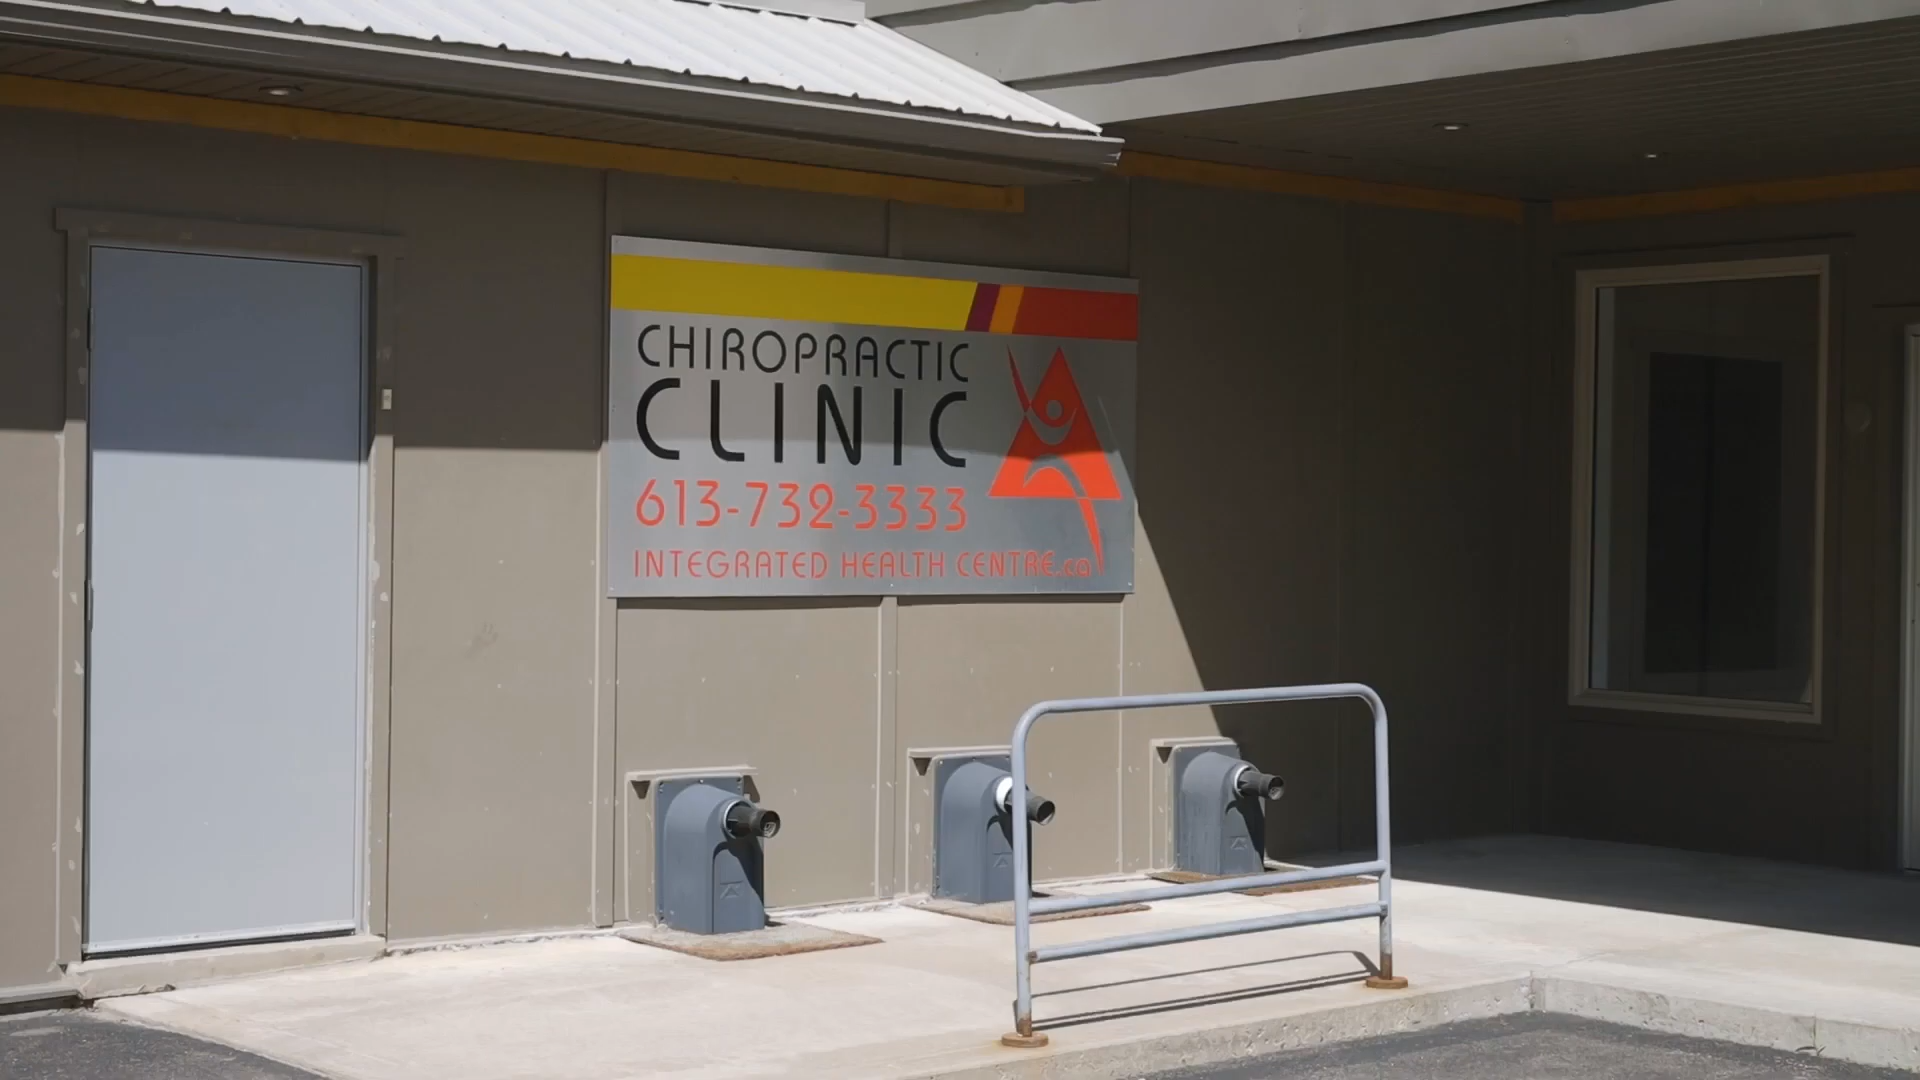 CHIROPRACTIC
CLINIC
613-732-3333
INTEGRATED HEALTH CENTRE.ca